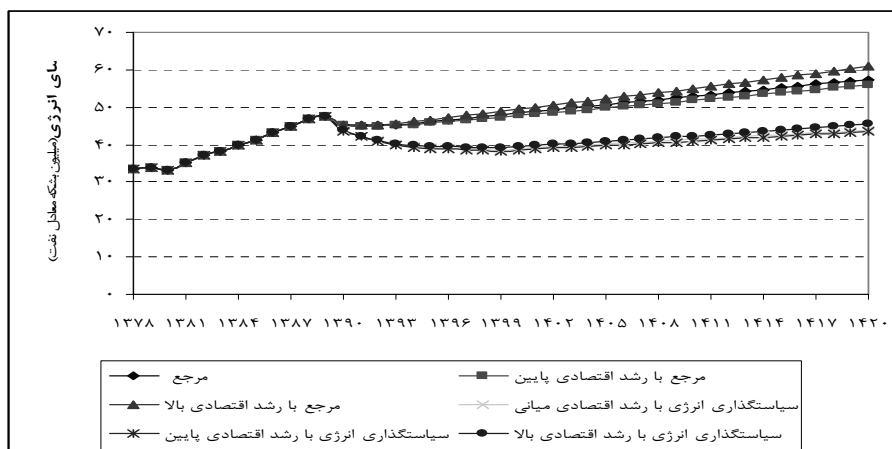 ۷۰
۶۰
۵۰
۴۰
۳۰
۲۰
۱۰
۰
ای انرژی
(میلیون بشکه معادل نفت)
۱۳۷۸ ۱۳۸۱ ۱۳۸۴ ۱۳۸۷ ۱۳۹۰ ۱۳۹۳ ۱۳۹۶ ۱۳۹۹ ۱۴۰۲ ۱۴۰۵ ۱۴۰۸ ۱۴۱۱ ۱۴۱۴ ۱۴۱۷ ۱۴۲۰
مرجع
مرجع با رشد اقتصادی پایین
مرجع با رشد اقتصادی بالا
سیاستگذاری انرژی با رشد اقتصادی میانی
سیاستگذاری انرژی با رشد اقتصادی پایین
سیاستگذاری انرژی با رشد اقتصادی بالا